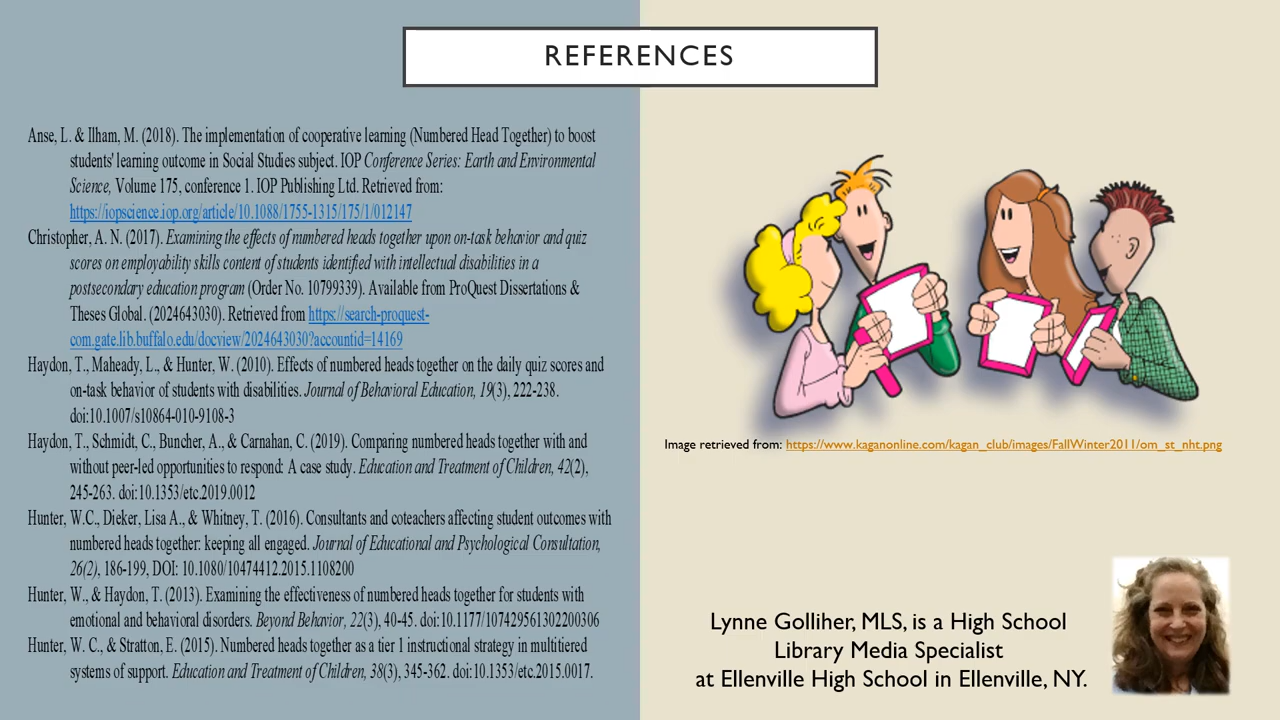 REFERENCES
Anse, L. & Ilham, M. (2018). The implementation of cooperative learning (Numbered Head Together) to boost
students' learning outcome in Social Studies subject. IOP Conference Series: Earth and Environmental
Science, Volume 175, conference 1. IOP Publishing Ltd. Retrieved from:
https://iopscience.iop.org/article/10.1088/1755-1315/175/1/012147
Christopher, A. N. (2017). Examining the effects of numbered heads together upon on-task behavior and quiz
scores on employability skills content of students identified with intellectual disabilities in a
postsecondary education program (Order No. 10799339). Available from ProQuest Dissertations &
Theses Global. (2024643030). Retrieved from https://search-proquest-
com.gate.lib.buffalo.edu/docview/2024643030?accountid=14169
Haydon, T., Maheady, L., & Hunter, W. (2010). Effects of numbered heads together on the daily quiz scores and
on-task behavior of students with disabilities. Journal of Behavioral Education, 19(3), 222-238.
doi:10.1007/s10864-010-9108-3
Haydon, T., Schmidt, C., Buncher, A., & Carnahan, C. (2019). Comparing numbered heads together with and
without peer-led opportunities to respond: A case study. Education and Treatment of Children, 42(2),
245-263. doi:10.1353/etc.2019.0012
Hunter, W.C., Dieker, Lisa A., & Whitney, T. (2016). Consultants and coteachers affecting student outcomes with
numbered heads together: keeping all engaged. Journal of Educational and Psychological Consultation,
26(2), 186-199, DOI: 10.1080/10474412.2015.1108200
Hunter, W., & Haydon, T. (2013). Examining the effectiveness of numbered heads together for students with
emotional and behavioral disorders. Beyond Behavior, 22(3), 40-45. doi:10.1177/107429561302200306
Hunter, W. C., & Stratton, E. (2015). Numbered heads together as a tier 1 instructional strategy in multitiered
systems of support. Education and Treatment of Children, 38(3), 345-362. doi:10.1353/etc.2015.0017.
Image retrieved from: https://www.kaganonline.com/kagan_club/images/FallWinter2011/om_st_nht.png
Lynne Golliher, MLS, is a High School
Library Media Specialist
at Ellenville High School in Ellenville, NY.